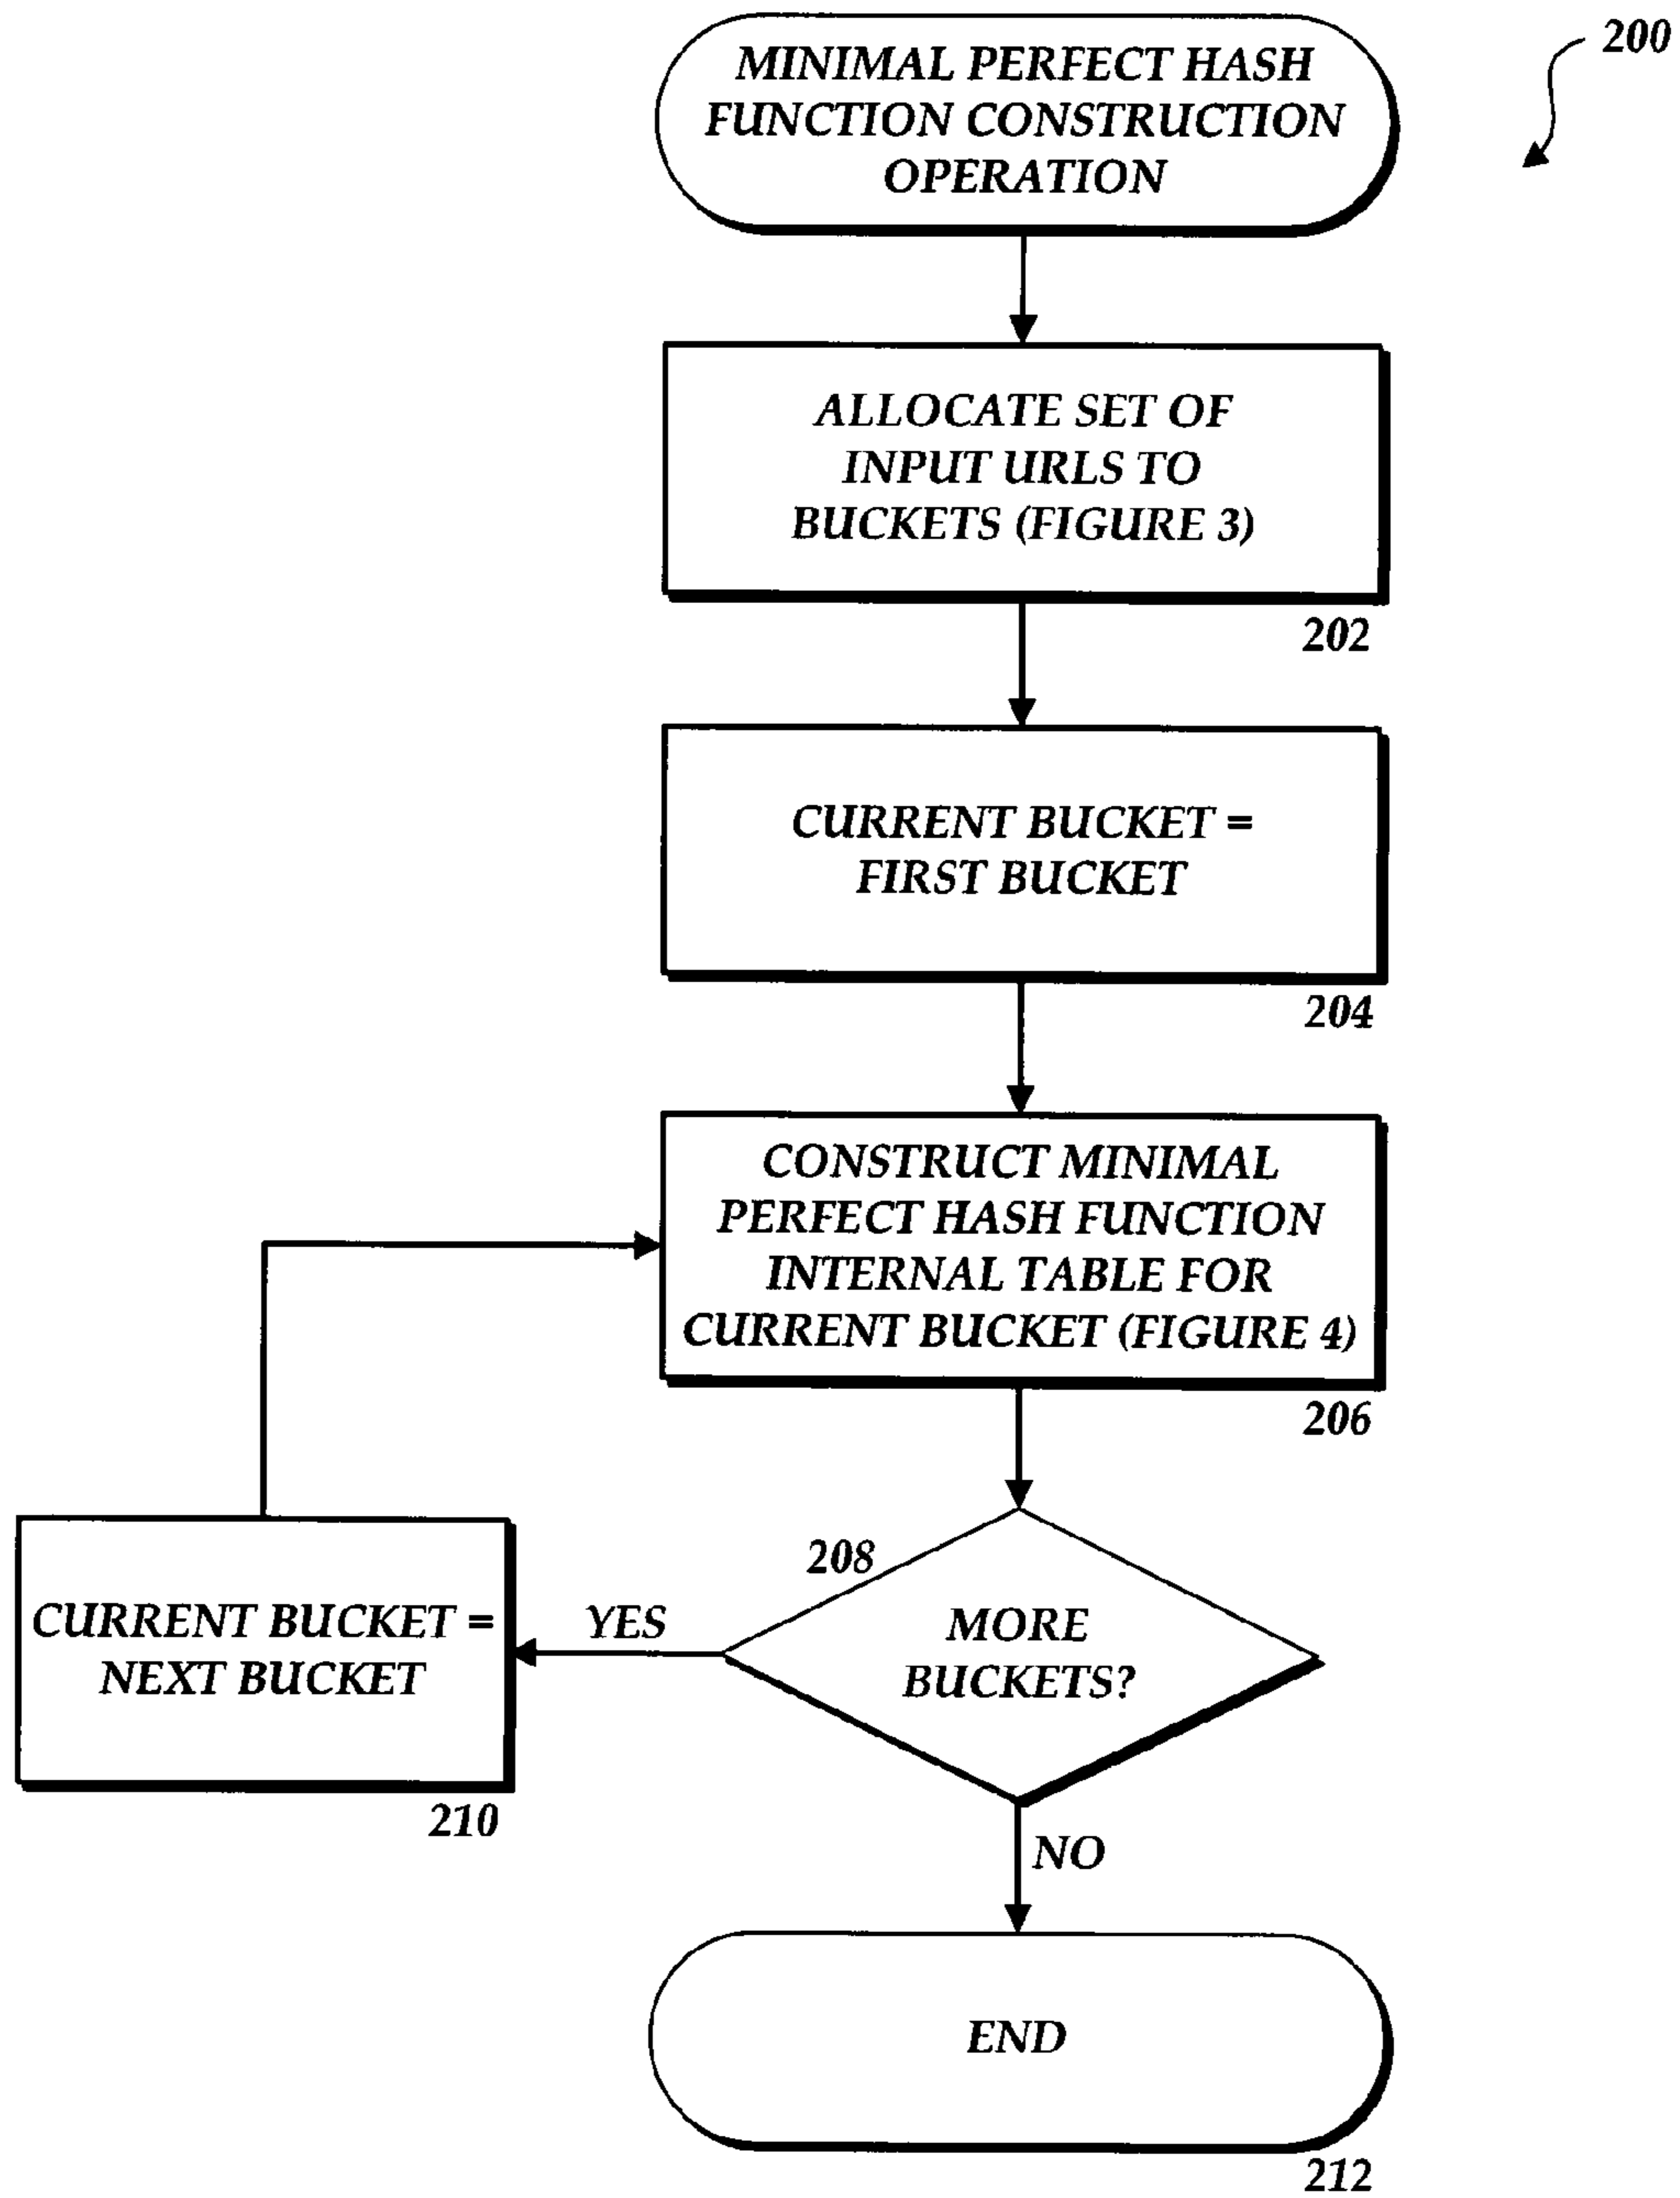 200
MINIMAL PERFECT HASH
FUNCTION CONSTRUCTION
OPERATION
ALLOCATE SET OF
INPUT URLS TO
BUCKETS (FIGURE 3)
202
CURRENT BUCKET =
FIRST BUCKET
204
CONSTRUCT MINIMAL
PERFECT HASH FUNCTION
INTERNAL TABLE FOR
CURRENT BUCKET (FIGURE 4)
206
208
MORE
BUCKETS?
YES
CURRENT BUCKET =
NEXT BUCKET
210
NO
END
212